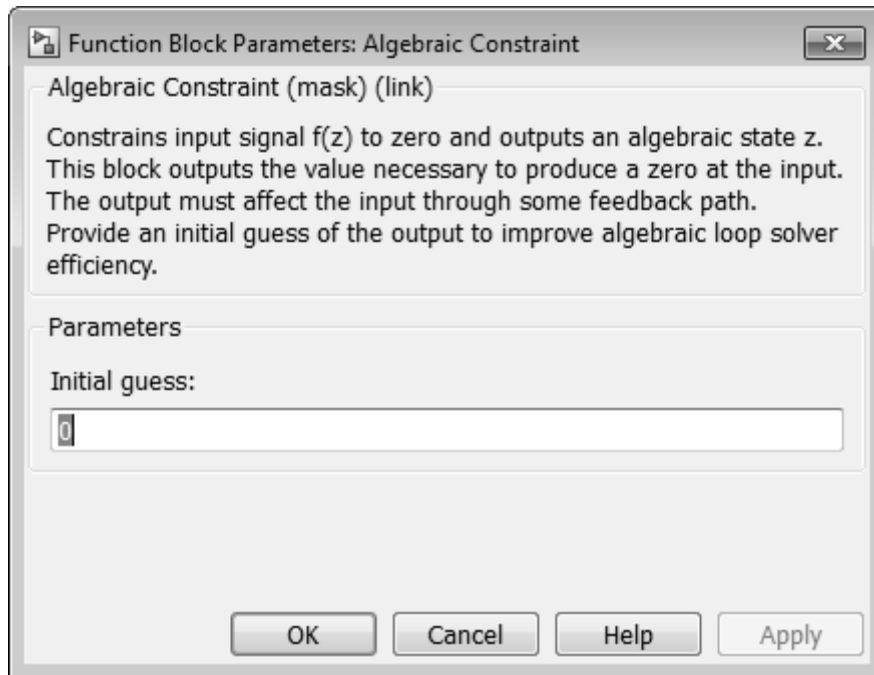 Function Block Parameters: Algebraic Constraint
Algebraic Constraint (mask) (link)
Constrains input signal f(z) to zero and outputs an algebraic state z.
This block outputs the value necessary to produce a zero at the input.
The output must affect the input through some feedback path.
Provide an initial guess of the output to improve algebraic loop solver
efficiency.
Parameters
Initial guess:
0
OK Cancel Help Apply